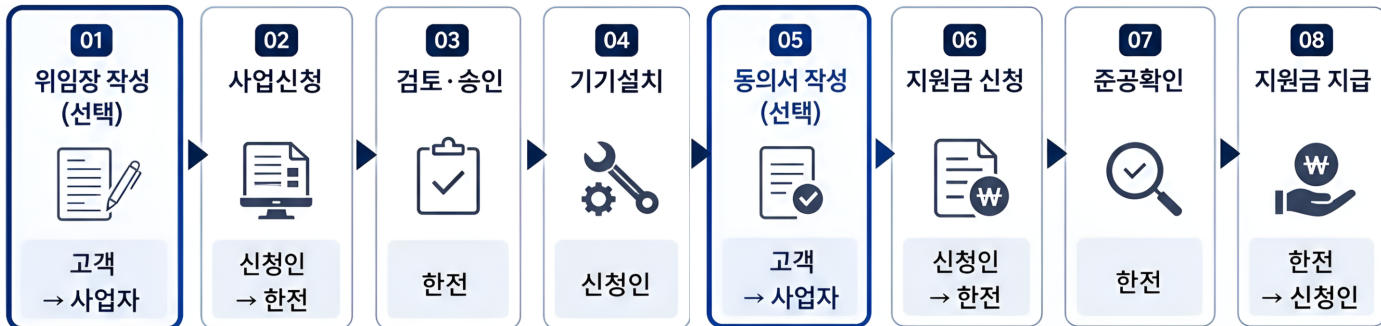 01
위임장 작성
(선택)
고객
→ 사업자
02
사업신청
신청인
→ 한전
03
검토·승인
한전
04
기기설치
신청인
05
동의서 작성
(선택)
고객
→ 사업자
06
지원금 신청
₩
신청인
→ 한전
07
준공확인
한전
08
지원금 지급
₩
한전
→ 신청인